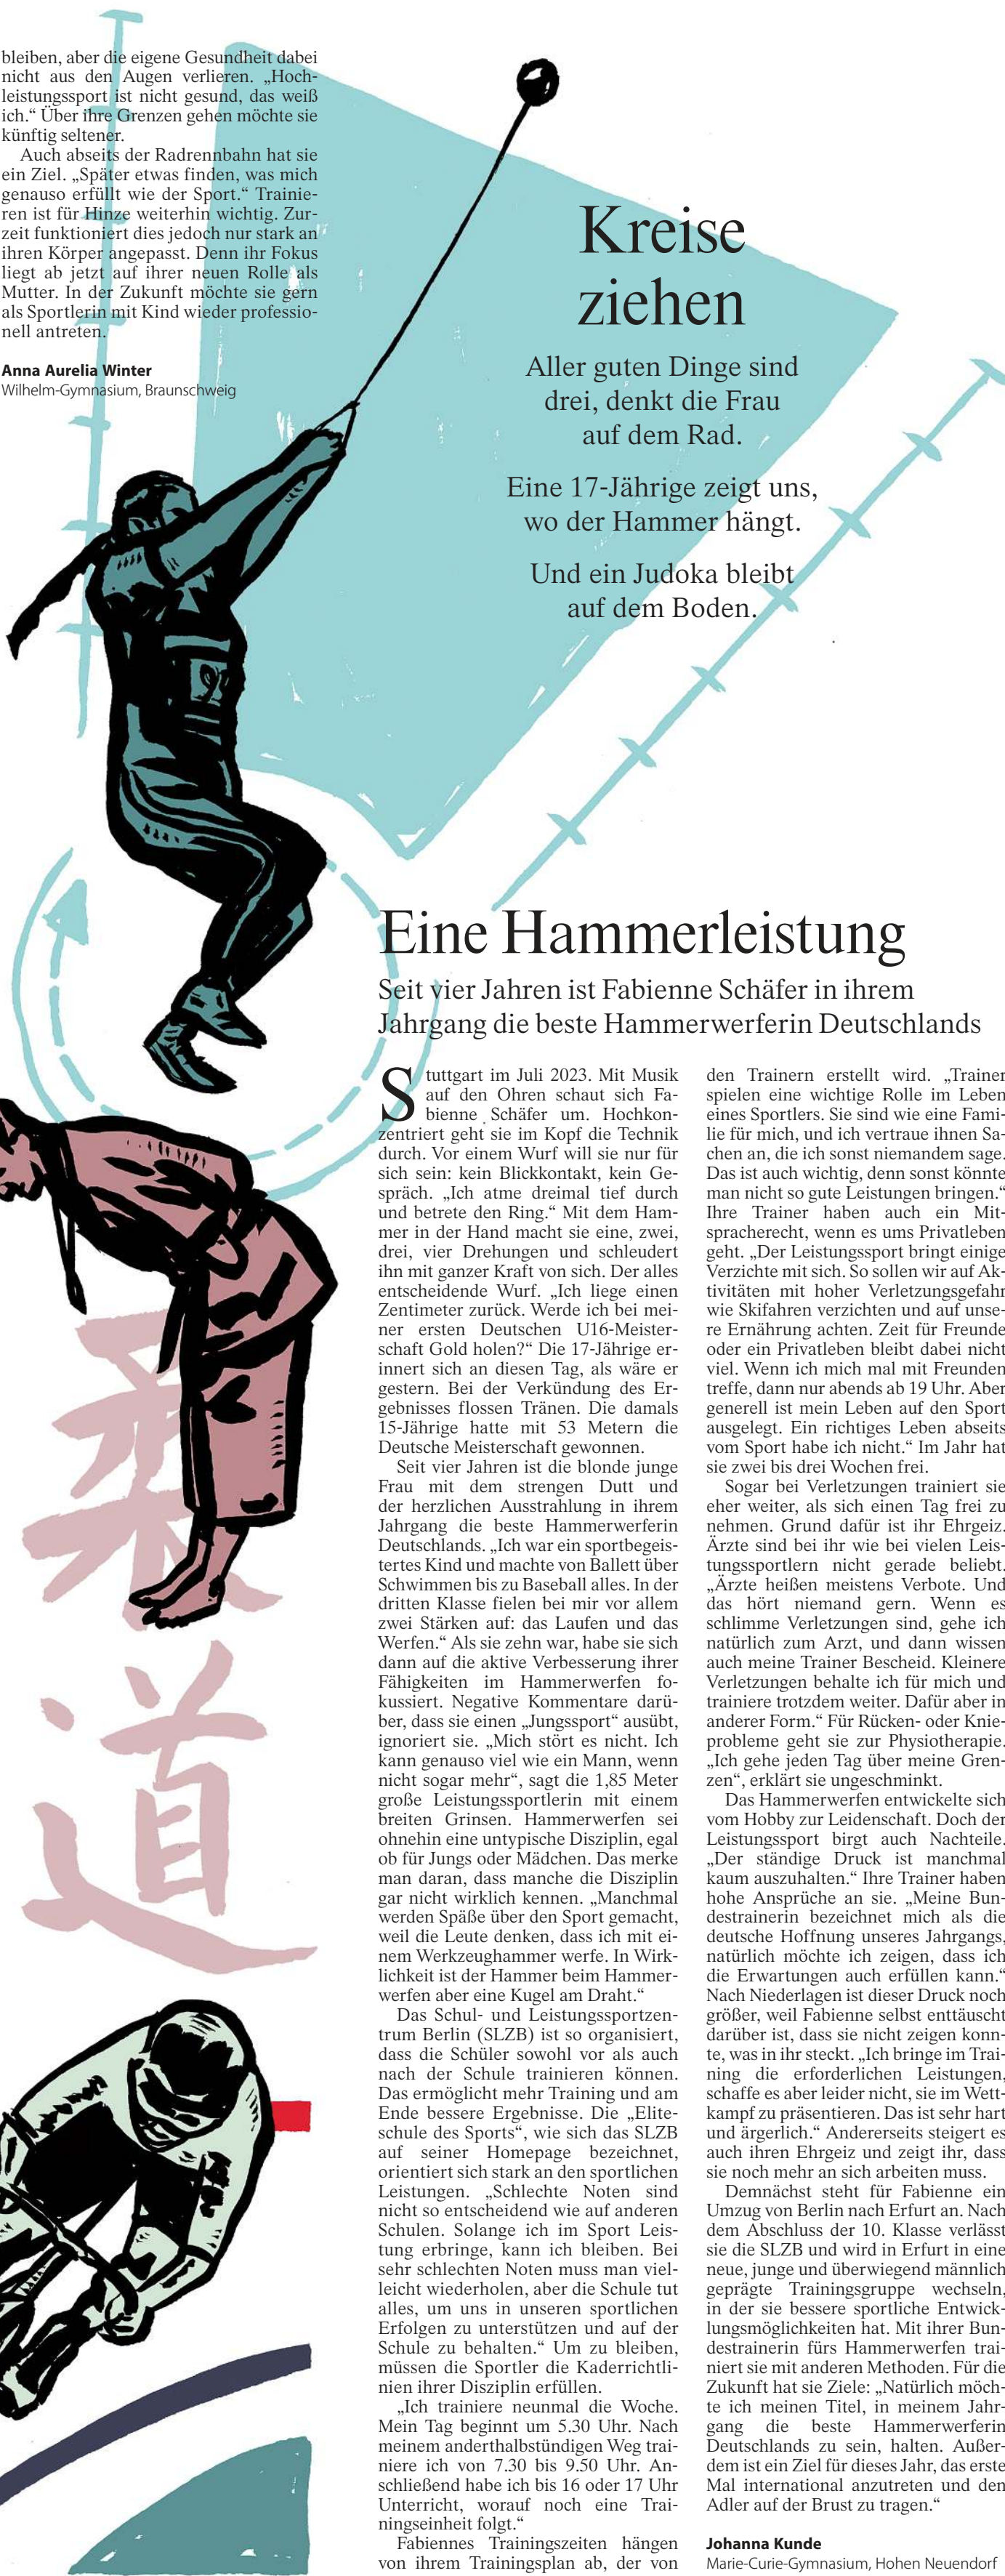 bleiben, aber die eigene Gesundheit dabei
nicht aus den Augen verlieren. „Hoch-
leistungssport ist nicht gesund, das weiß
ich.“ Über ihre Grenzen gehen möchte sie
künftig seltener.
Auch abseits der Radrennbahn hat sie
ein Ziel. „Später etwas finden, was mich
genauso erfüllt wie der Sport.“ Trainie-
ren ist für Hinze weiterhin wichtig. Zur-
zeit funktioniert dies jedoch nur stark an
ihren Körper angepasst. Denn ihr Fokus
liegt ab jetzt auf ihrer neuen Rolle als
Mutter. In der Zukunft möchte sie gern
als Sportlerin mit Kind wieder professio-
nell antreten.
Anna Aurelia Winter
Wilhelm-Gymnasium, Braunschweig
Kreise
ziehen
Aller guten Dinge sind
drei, denkt die Frau
auf dem Rad.
Eine 17-Jährige zeigt uns,
wo der Hammer hängt.
Und ein Judoka bleibt
auf dem Boden.
柔
道
Eine Hammerleistung
Seit vier Jahren ist Fabienne Schäfer in ihrem
Jahrgang die beste Hammerwerferin Deutschlands
Stuttgart im Juli 2023. Mit Musik
auf den Ohren schaut sich Fa-
bienne Schäfer um. Hochkon-
zentriert geht sie im Kopf die Technik
durch. Vor einem Wurf will sie nur für
sich sein: kein Blickkontakt, kein Ge-
spräch. „Ich atme dreimal tief durch
und betrete den Ring.“ Mit dem Ham-
mer in der Hand macht sie eine, zwei,
drei, vier Drehungen und schleudert
ihn mit ganzer Kraft von sich. Der alles
entscheidende Wurf. „Ich liege einen
Zentimeter zurück. Werde ich bei mei-
ner ersten Deutschen U16-Meister-
schaft Gold holen?“ Die 17-Jährige er-
innert sich an diesen Tag, als wäre er
gestern. Bei der Verkündung des Er-
gebnisses flossen Tränen. Die damals
15-Jährige hatte mit 53 Metern die
Deutsche Meisterschaft gewonnen.
Seit vier Jahren ist die blonde junge
Frau mit dem strengen Dutt und
der herzlichen Ausstrahlung in ihrem
Jahrgang die beste Hammerwerferin
Deutschlands. „Ich war ein sportbegeis-
tertes Kind und machte von Ballett über
Schwimmen bis zu Baseball alles. In der
dritten Klasse fielen bei mir vor allem
zwei Stärken auf: das Laufen und das
Werfen.“ Als sie zehn war, habe sie sich
dann auf die aktive Verbesserung ihrer
Fähigkeiten im Hammerwerfen fo-
kussiert. Negative Kommentare darü-
ber, dass sie einen „Jungssport“ ausübt,
ignoriert sie. „Mich stört es nicht. Ich
kann genauso viel wie ein Mann, wenn
nicht sogar mehr“, sagt die 1,85 Meter
große Leistungssportlerin mit einem
breiten Grinsen. Hammerwerfen sei
ohnehin eine untypische Disziplin, egal
ob für Jungs oder Mädchen. Das merke
man daran, dass manche die Disziplin
gar nicht wirklich kennen. „Manchmal
werden Späße über den Sport gemacht,
weil die Leute denken, dass ich mit ei-
nem Werkzeughammer werfe. In Wirk-
lichkeit ist der Hammer beim Hammer-
werfen aber eine Kugel am Draht.“
Das Schul- und Leistungssportzen-
trum Berlin (SLZB) ist so organisiert,
dass die Schüler sowohl vor als auch
nach der Schule trainieren können.
Das ermöglicht mehr Training und am
Ende bessere Ergebnisse. Die „Elite-
schule des Sports“, wie sich das SLZB
auf seiner Homepage bezeichnet,
orientiert sich stark an den sportlichen
Leistungen. „Schlechte Noten sind
nicht so entscheidend wie auf anderen
Schulen. Solange ich im Sport Leis-
tung erbringe, kann ich bleiben. Bei
sehr schlechten Noten muss man viel-
leicht wiederholen, aber die Schule tut
alles, um uns in unseren sportlichen
Erfolgen zu unterstützen und auf der
Schule zu behalten.“ Um zu bleiben,
müssen die Sportler die Kaderrichtli-
nien ihrer Disziplin erfüllen.
„Ich trainiere neunmal die Woche.
Mein Tag beginnt um 5.30 Uhr. Nach
meinem anderthalbstündigen Weg trai-
niere ich von 7.30 bis 9.50 Uhr. An-
schließend habe ich bis 16 oder 17 Uhr
Unterricht, worauf noch eine Trai-
ningseinheit folgt.“
Fabiennes Trainingszeiten hängen
von ihrem Trainingsplan ab, der von
den Trainern erstellt wird. „Trainer
spielen eine wichtige Rolle im Leben
eines Sportlers. Sie sind wie eine Fami-
lie für mich, und ich vertraue ihnen Sa-
chen an, die ich sonst niemandem sage.
Das ist auch wichtig, denn sonst könnte
man nicht so gute Leistungen bringen.“
Ihre Trainer haben auch ein Mit-
spracherecht, wenn es ums Privatleben
geht. „Der Leistungssport bringt einige
Verzichte mit sich. So sollen wir auf Ak-
tivitäten mit hoher Verletzungsgefahr
wie Skifahren verzichten und auf unse-
re Ernährung achten. Zeit für Freunde
oder ein Privatleben bleibt dabei nicht
viel. Wenn ich mich mal mit Freunden
treffe, dann nur abends ab 19 Uhr. Aber
generell ist mein Leben auf den Sport
ausgelegt. Ein richtiges Leben abseits
vom Sport habe ich nicht.“ Im Jahr hat
sie zwei bis drei Wochen frei.
Sogar bei Verletzungen trainiert sie
eher weiter, als sich einen Tag frei zu
nehmen. Grund dafür ist ihr Ehrgeiz.
Ärzte sind bei ihr wie bei vielen Leis-
tungssportlern nicht gerade beliebt.
„Ärzte heißen meistens Verbote. Und
das hört niemand gern. Wenn es
schlimme Verletzungen sind, gehe ich
natürlich zum Arzt, und dann wissen
auch meine Trainer Bescheid. Kleinere
Verletzungen behalte ich für mich und
trainiere trotzdem weiter. Dafür aber in
anderer Form.“ Für Rücken- oder Knie-
probleme geht sie zur Physiotherapie.
„Ich gehe jeden Tag über meine Gren-
zen“, erklärt sie ungeschminkt.
Das Hammerwerfen entwickelte sich
vom Hobby zur Leidenschaft. Doch der
Leistungssport birgt auch Nachteile.
„Der ständige Druck ist manchmal
kaum auszuhalten.“ Ihre Trainer haben
hohe Ansprüche an sie. „Meine Bun-
destrainerin bezeichnet mich als die
deutsche Hoffnung unseres Jahrgangs,
natürlich möchte ich zeigen, dass ich
die Erwartungen auch erfüllen kann.“
Nach Niederlagen ist dieser Druck noch
größer, weil Fabienne selbst enttäuscht
darüber ist, dass sie nicht zeigen konn-
te, was in ihr steckt. „Ich bringe im Trai-
ning die erforderlichen Leistungen,
schaffe es aber leider nicht, sie im Wett-
kampf zu präsentieren. Das ist sehr hart
und ärgerlich.“ Andererseits steigert es
auch ihren Ehrgeiz und zeigt ihr, dass
sie noch mehr an sich arbeiten muss.
Demnächst steht für Fabienne ein
Umzug von Berlin nach Erfurt an. Nach
dem Abschluss der 10. Klasse verlässt
sie die SLZB und wird in Erfurt in eine
neue, junge und überwiegend männlich
geprägte Trainingsgruppe wechseln,
in der sie bessere sportliche Entwick-
lungsmöglichkeiten hat. Mit ihrer Bun-
destrainerin fürs Hammerwerfen trai-
niert sie mit anderen Methoden. Für die
Zukunft hat sie Ziele: „Natürlich möch-
te ich meinen Titel, in meinem Jahr-
gang die beste Hammerwerferin
Deutschlands zu sein, halten. Außer-
dem ist ein Ziel für dieses Jahr, das erste
Mal international anzutreten und den
Adler auf der Brust zu tragen.“
Johanna Kunde
Marie-Curie-Gymnasium, Hohen Neuendorf